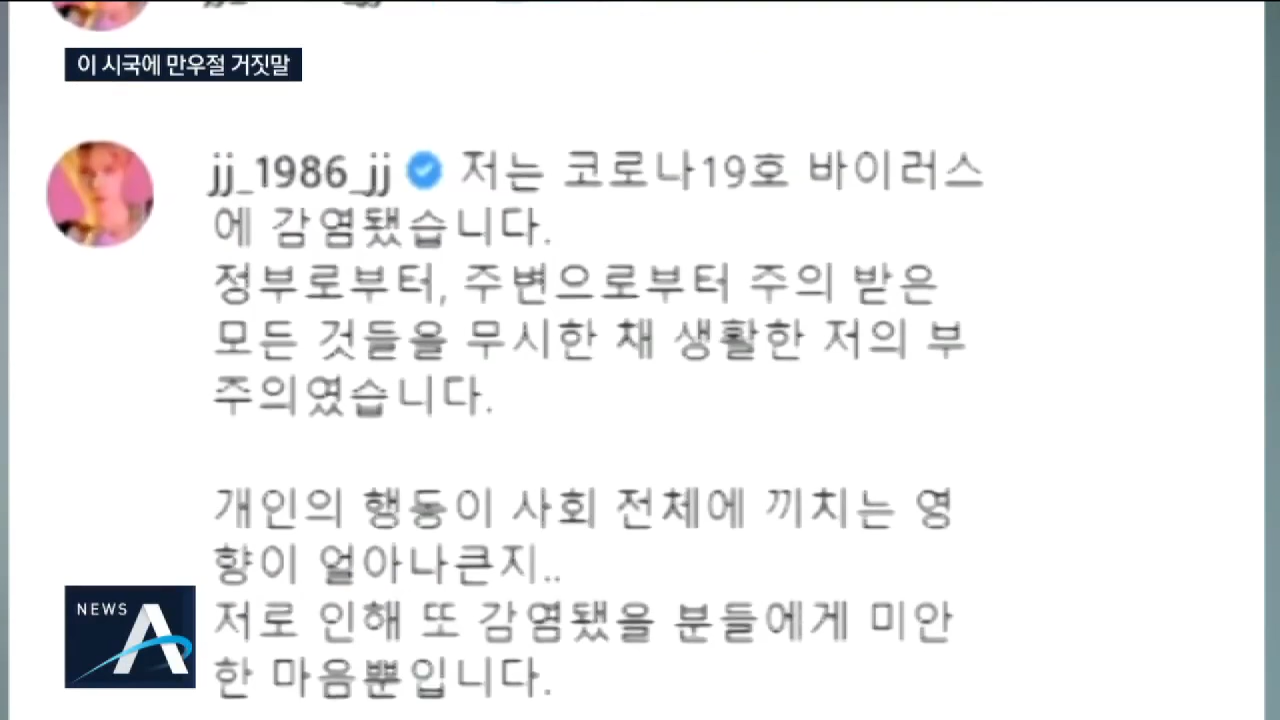 이 시국에 만우절 거짓말
jj_1986_jj 저는 코로나19호 바이러스
에 감염됐습니다.
정부로부터, 주변으로부터 주의 받은
모든 것들을 무시한 채 생활한 저의 부
주의였습니다.
개인의 행동이 사회 전체에 끼치는 영
향이 얼아나큰지..
저로 인해 또 감염됐을 분들에게 미안
한 마음뿐입니다.
NEWS A